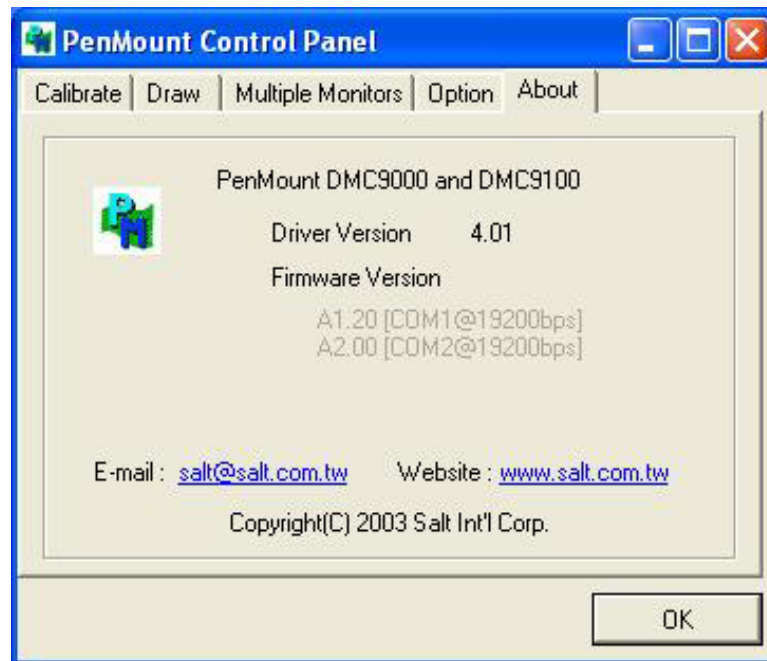 PenMount Control Panel
Calibrate Draw Multiple Monitors Option About
PM
PenMount DMC9000 and DMC9100
Driver Version 4.01
Firmware Version
A1.20 [COM1@19200bps]
A2.00 [COM2@19200bps]
E-mail : salt@salt.com.tw Website : www.salt.com.tw
Copyright(C) 2003 Salt Int'l Corp.
OK